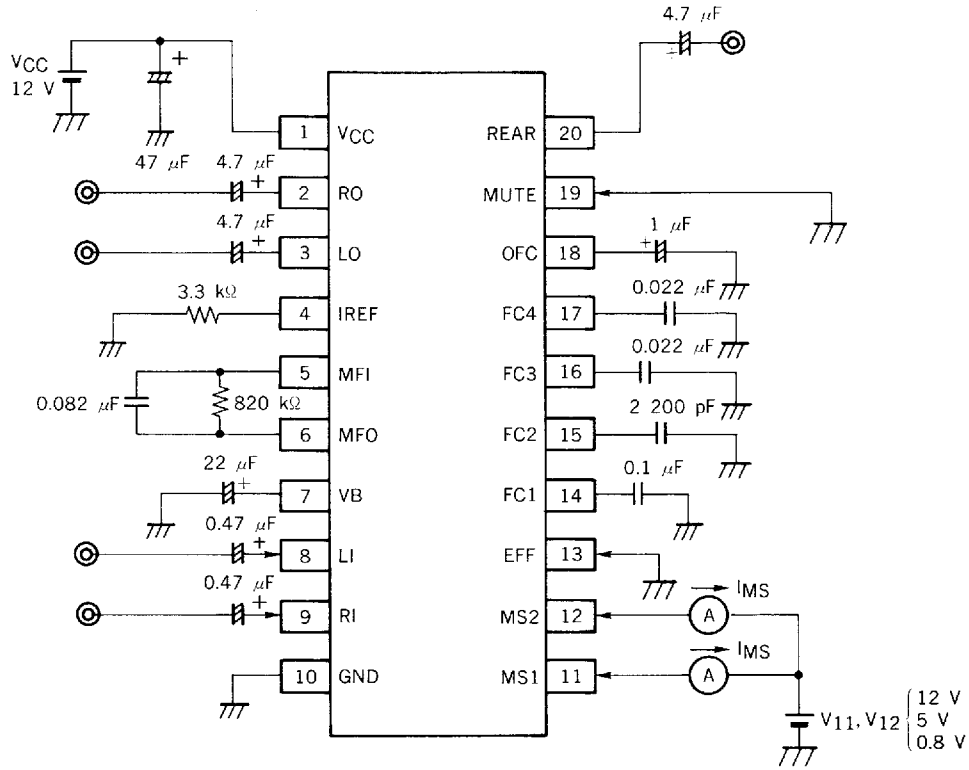 4.7 μF
+
VCC
12 V
+
47 μF
1 VCC
REAR 20
4.7 μF
+
2 RO
MUTE 19
4.7 μF
+
3 LO
OFC 18
1 μF
+
3.3 kΩ
4 IREF
FC4 17
0.022 μF
5 MFI
FC3 16
0.022 μF
0.082 μF
820 kΩ
6 MFO
FC2 15
2 200 pF
22 μF
+
7 VB
FC1 14
0.1 μF
0.47 μF
+
8 LI
EFF 13
0.47 μF
+
9 RI
MS2 12
A
IMS
10 GND
MS1 11
A
IMS
V11, V12
12 V
5 V
0.8 V